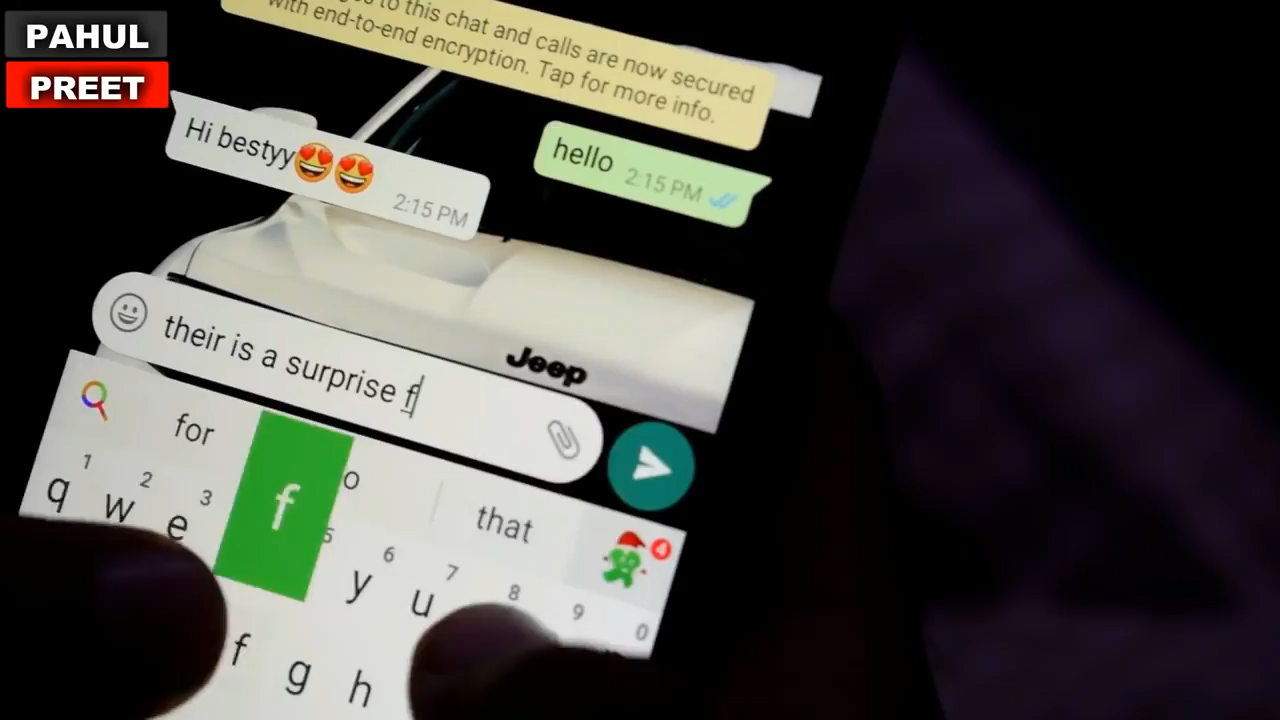 PAHUL
PREET
to this chat and calls are now secured
with end-to-end encryption. Tap for more info.
Hi bestyy😍😍
2:15 PM
hello 2:15 PM
Jeep
their is a surprise f
for
f
o
that
4
1 2 3 5 6 7 8 9 0
q w e y u
f g h